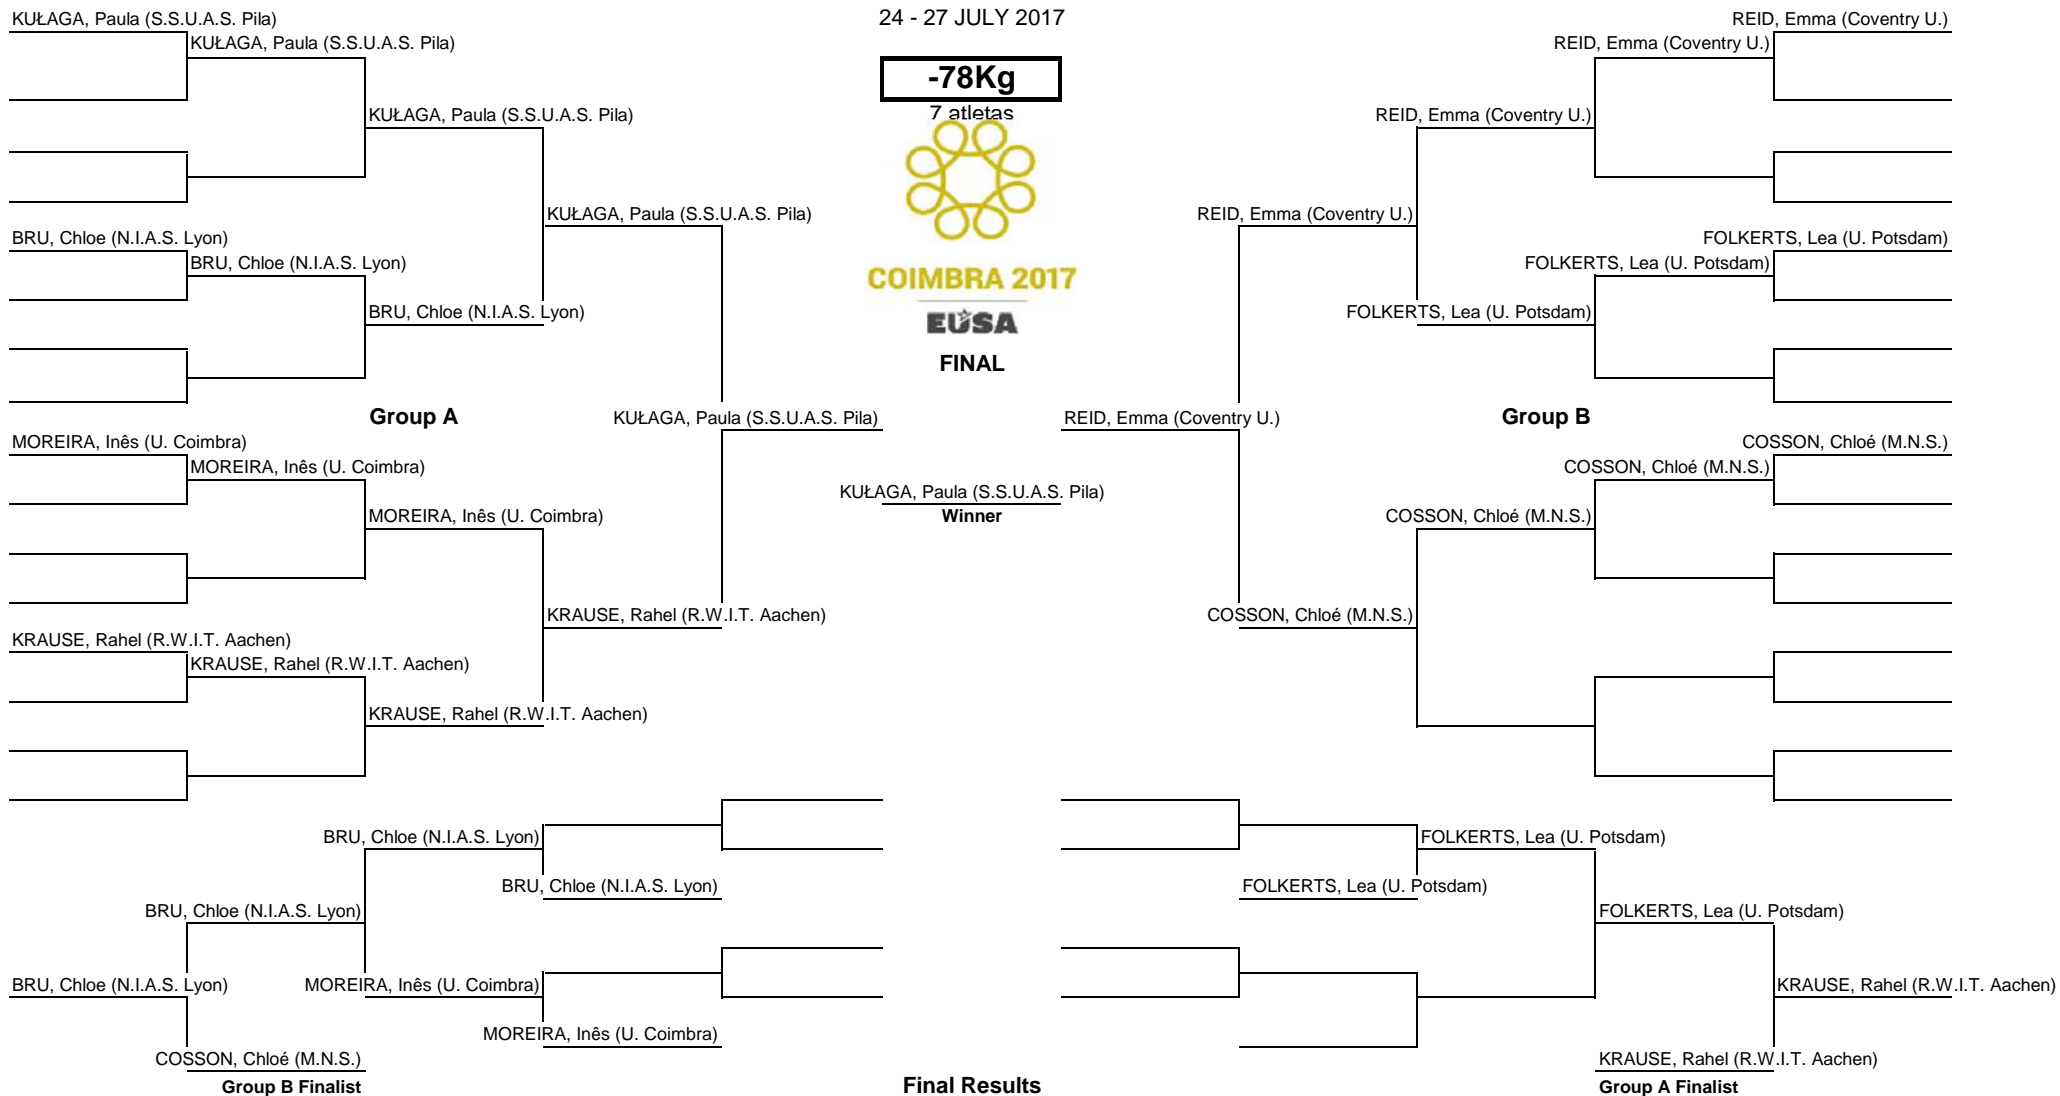 24 - 27 JULY 2017
-78Kg
7 atletas
COIMBRA 2017
EUSA
FINAL
KUŁAGA, Paula (S.S.U.A.S. Pila)
KUŁAGA, Paula (S.S.U.A.S. Pila)
KUŁAGA, Paula (S.S.U.A.S. Pila)
KUŁAGA, Paula (S.S.U.A.S. Pila)
BRU, Chloe (N.I.A.S. Lyon)
BRU, Chloe (N.I.A.S. Lyon)
BRU, Chloe (N.I.A.S. Lyon)
Group A
KUŁAGA, Paula (S.S.U.A.S. Pila)
MOREIRA, Inês (U. Coimbra)
MOREIRA, Inês (U. Coimbra)
MOREIRA, Inês (U. Coimbra)
KRAUSE, Rahel (R.W.I.T. Aachen)
KRAUSE, Rahel (R.W.I.T. Aachen)
KRAUSE, Rahel (R.W.I.T. Aachen)
KRAUSE, Rahel (R.W.I.T. Aachen)
KUŁAGA, Paula (S.S.U.A.S. Pila)
Winner
REID, Emma (Coventry U.)
REID, Emma (Coventry U.)
REID, Emma (Coventry U.)
REID, Emma (Coventry U.)
FOLKERTS, Lea (U. Potsdam)
FOLKERTS, Lea (U. Potsdam)
FOLKERTS, Lea (U. Potsdam)
REID, Emma (Coventry U.)
Group B
COSSON, Chloé (M.N.S.)
COSSON, Chloé (M.N.S.)
COSSON, Chloé (M.N.S.)
COSSON, Chloé (M.N.S.)
BRU, Chloe (N.I.A.S. Lyon)
BRU, Chloe (N.I.A.S. Lyon)
BRU, Chloe (N.I.A.S. Lyon)
BRU, Chloe (N.I.A.S. Lyon)
MOREIRA, Inês (U. Coimbra)
MOREIRA, Inês (U. Coimbra)
COSSON, Chloé (M.N.S.)
Group B Finalist
FOLKERTS, Lea (U. Potsdam)
FOLKERTS, Lea (U. Potsdam)
FOLKERTS, Lea (U. Potsdam)
KRAUSE, Rahel (R.W.I.T. Aachen)
KRAUSE, Rahel (R.W.I.T. Aachen)
Group A Finalist
Final Results